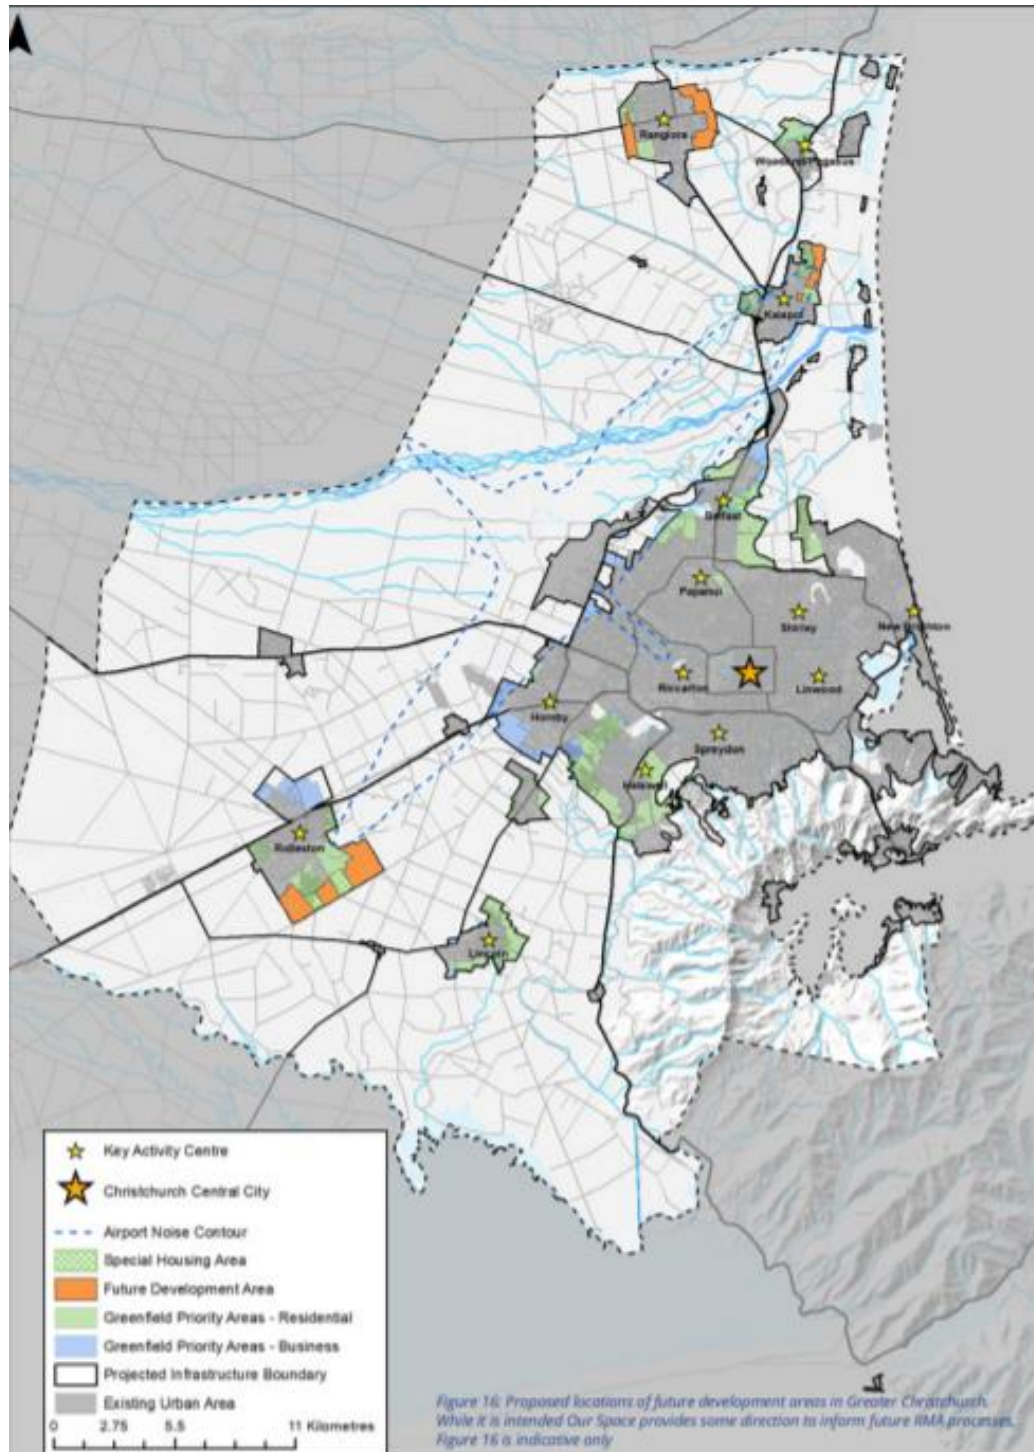 Rangiora
Woodend/Pegasus
Kaiapoi
Belfast
Papanui
Shirley
New Brighton
Riccarton
Linwood
Hornby
Spreydon
Halswell
Rolleston
Lincoln
Key Activity Centre
Christchurch Central City
Airport Noise Contour
Special Housing Area
Future Development Area
Greenfield Priority Areas - Residential
Greenfield Priority Areas - Business
Projected Infrastructure Boundary
Existing Urban Area
0 2.75 5.5 11 Kilometres
Figure 16: Proposed locations of future development areas in Greater Christchurch.
While it is intended Our Space provides some direction to inform future RMA processes,
Figure 16 is indicative only